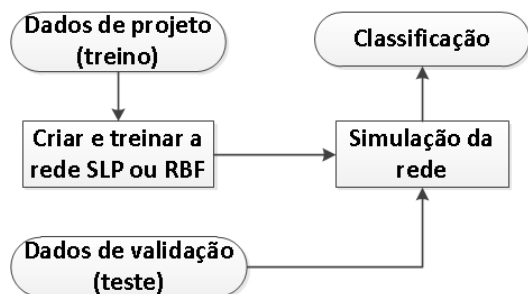 Dados de projeto
(treino)
Classificação
Criar e treinar a
rede SLP ou RBF
Simulação da
rede
Dados de validação
(teste)